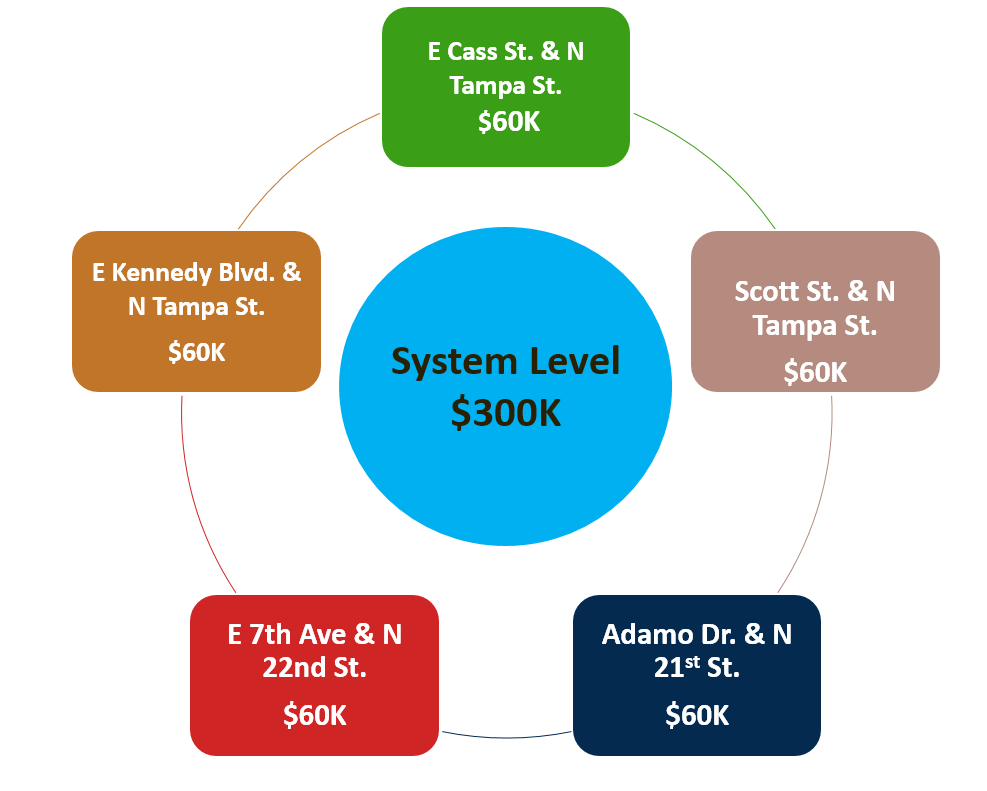 E Cass St. & N
Tampa St.
$60K
E Kennedy Blvd. &
N Tampa St.
$60K
Scott St. & N
Tampa St.
$60K
System Level
$300K
E 7th Ave & N
22nd St.
$60K
Adamo Dr. & N
21st St.
$60K